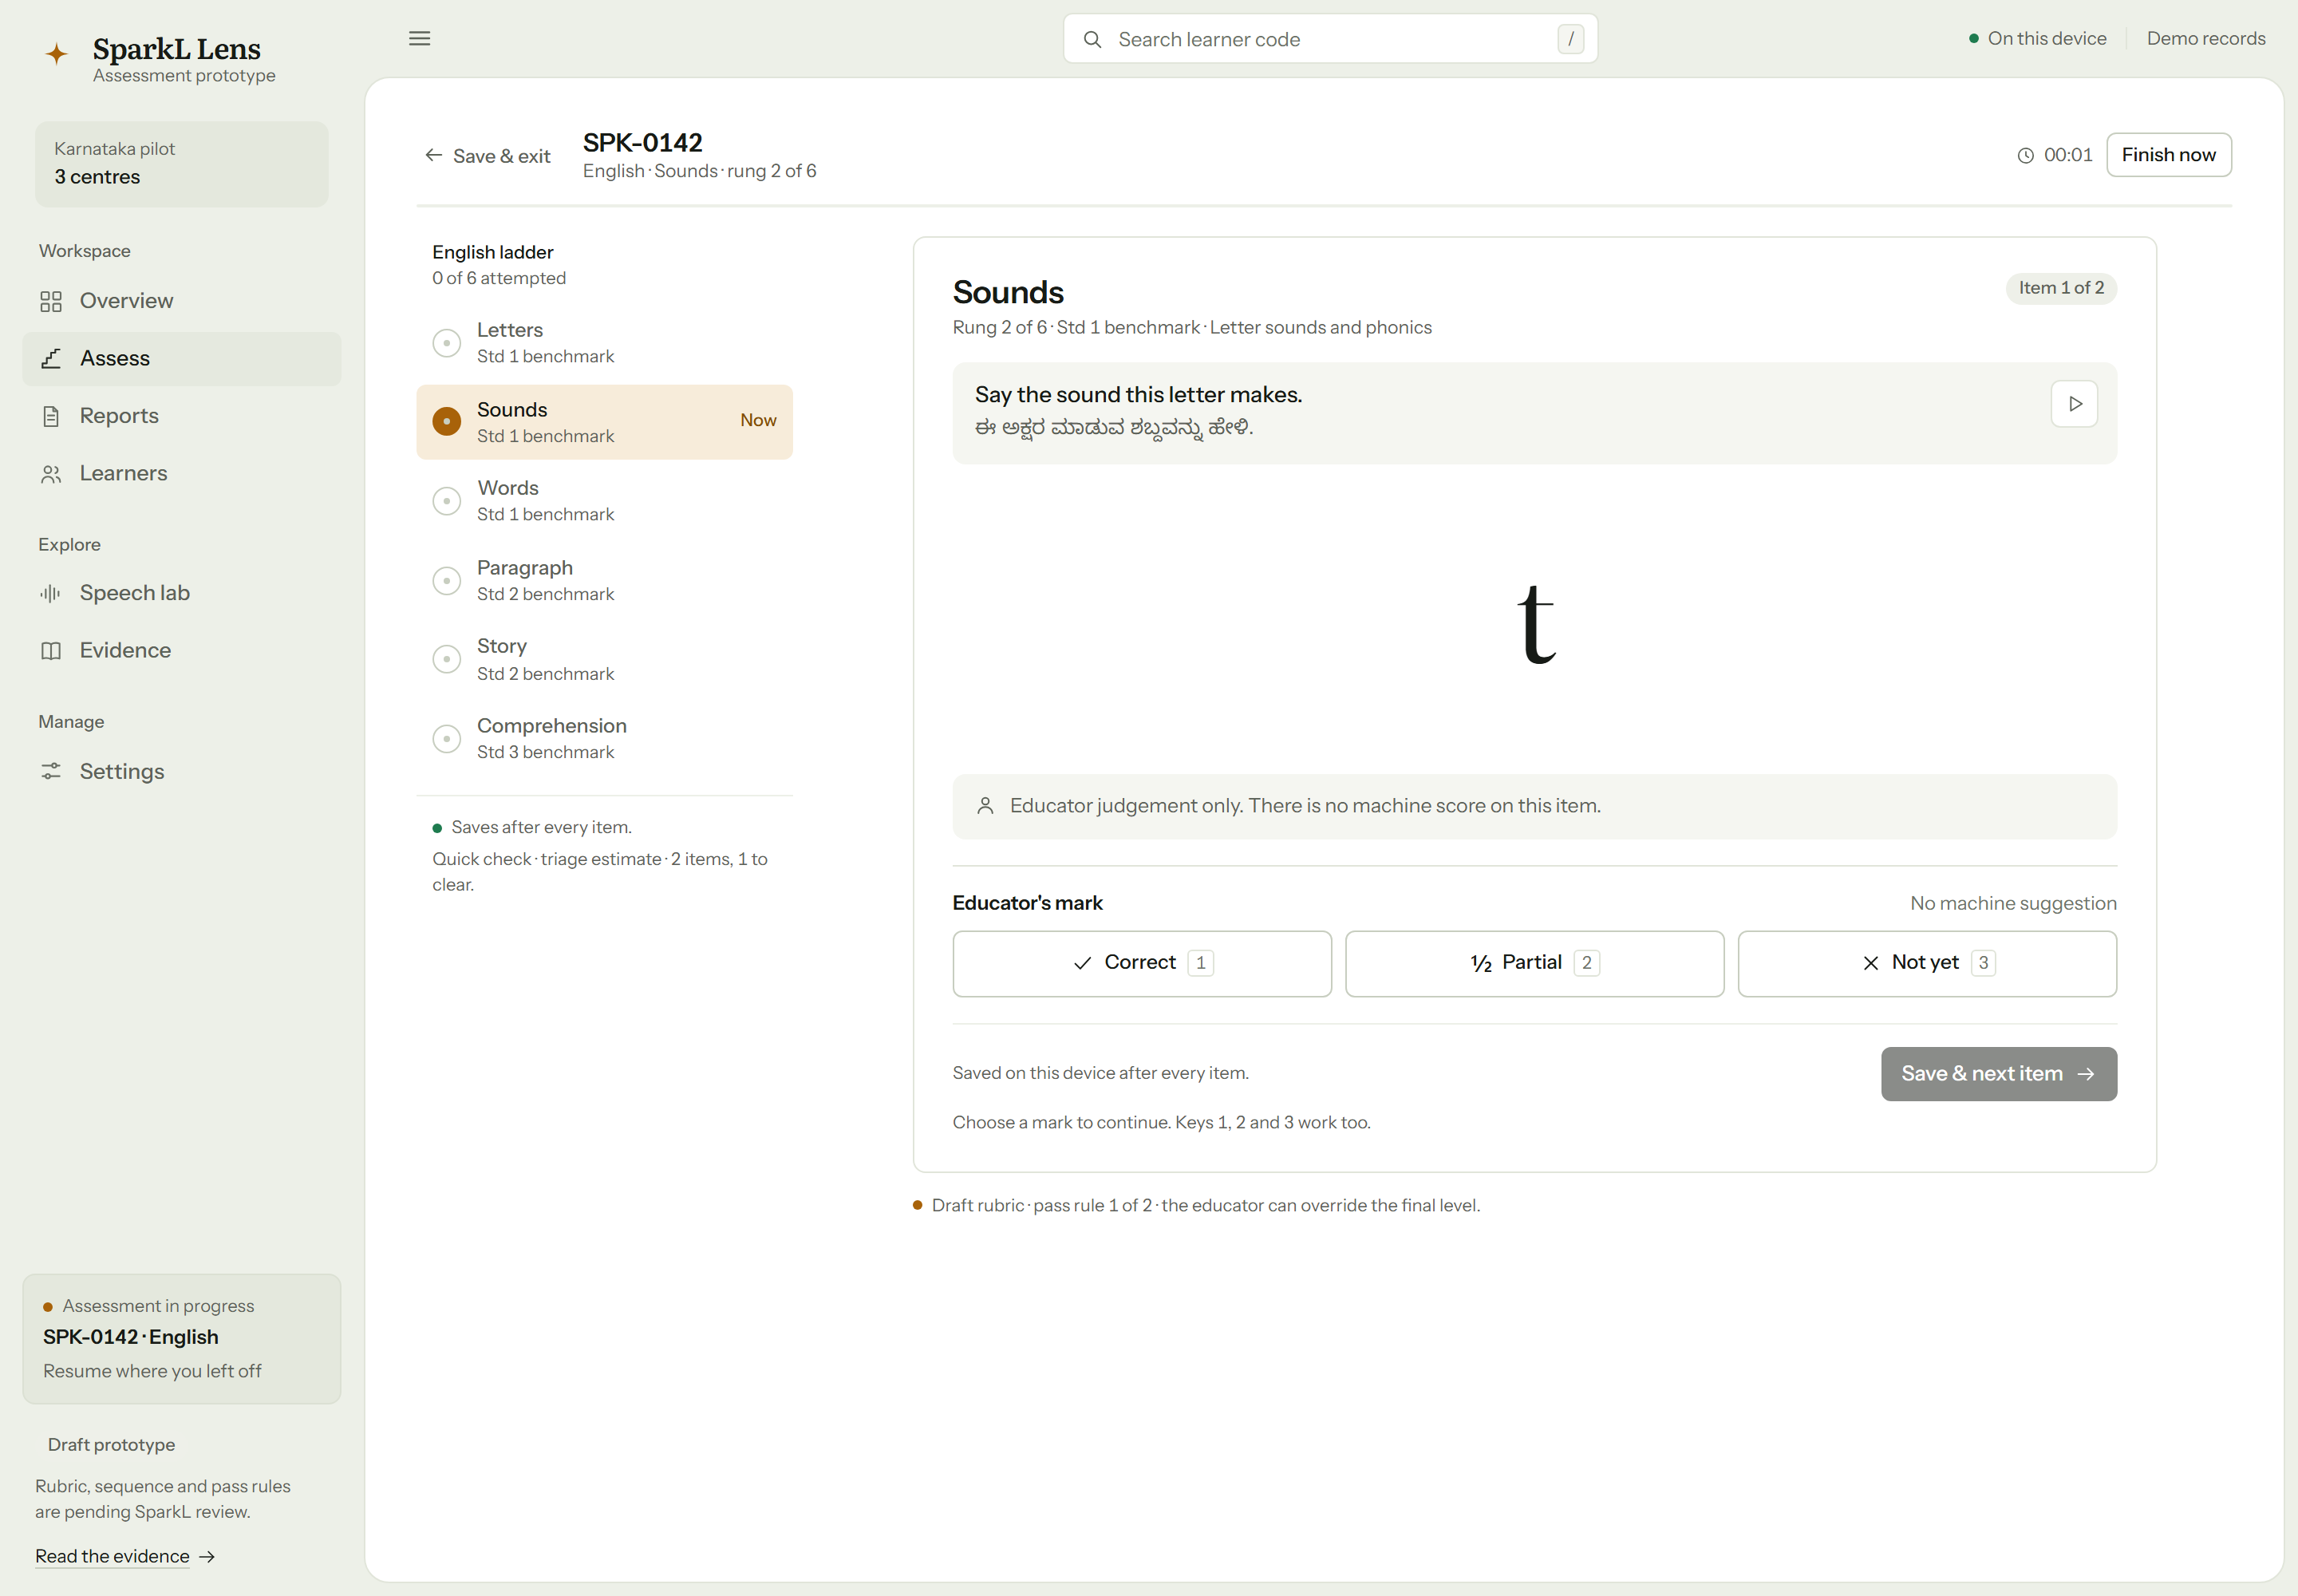 SparkL Lens
Assessment prototype
Karnataka pilot
3 centres
Workspace
Overview
Assess
Reports
Learners
Explore
Speech lab
Evidence
Manage
Settings
Assessment in progress
SPK-0142 · English
Resume where you left off
Draft prototype
Rubric, sequence and pass rules
are pending SparkL review.
Read the evidence →
Search learner code /
On this device
Demo records
← Save & exit
SPK-0142
English · Sounds · rung 2 of 6
00:01
Finish now
English ladder
0 of 6 attempted
Letters
Std 1 benchmark
Sounds
Std 1 benchmark
Now
Words
Std 1 benchmark
Paragraph
Std 2 benchmark
Story
Std 2 benchmark
Comprehension
Std 3 benchmark
Saves after every item.
Quick check · triage estimate · 2 items, 1 to
clear.
Sounds
Item 1 of 2
Rung 2 of 6 · Std 1 benchmark · Letter sounds and phonics
Say the sound this letter makes.
ಈ ಅಕ್ಷರ ಮಾಡುವ ಶಬ್ದವನ್ನು ಹೇಳಿ.
t
Educator judgement only. There is no machine score on this item.
Educator's mark
No machine suggestion
Correct 1
½ Partial 2
Not yet 3
Saved on this device after every item.
Save & next item →
Choose a mark to continue. Keys 1, 2 and 3 work too.
Draft rubric · pass rule 1 of 2 · the educator can override the final level.